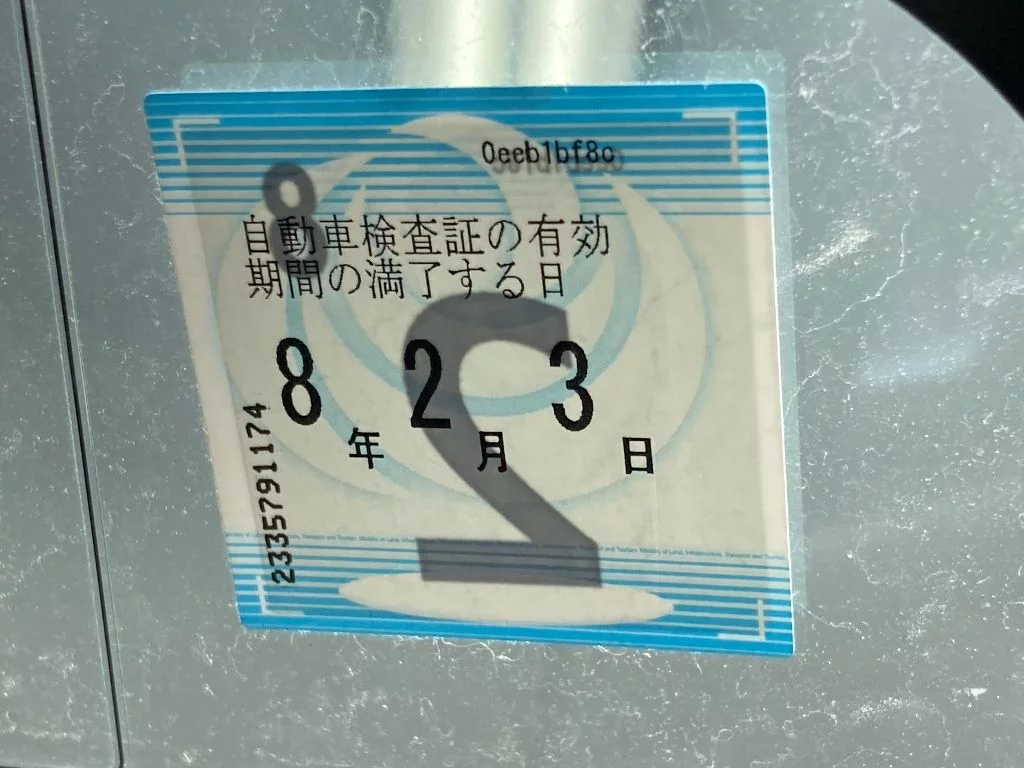 0eeb1bf8c
自動車検査証の有効
期間の満了する日
8年2月3日
2335791174